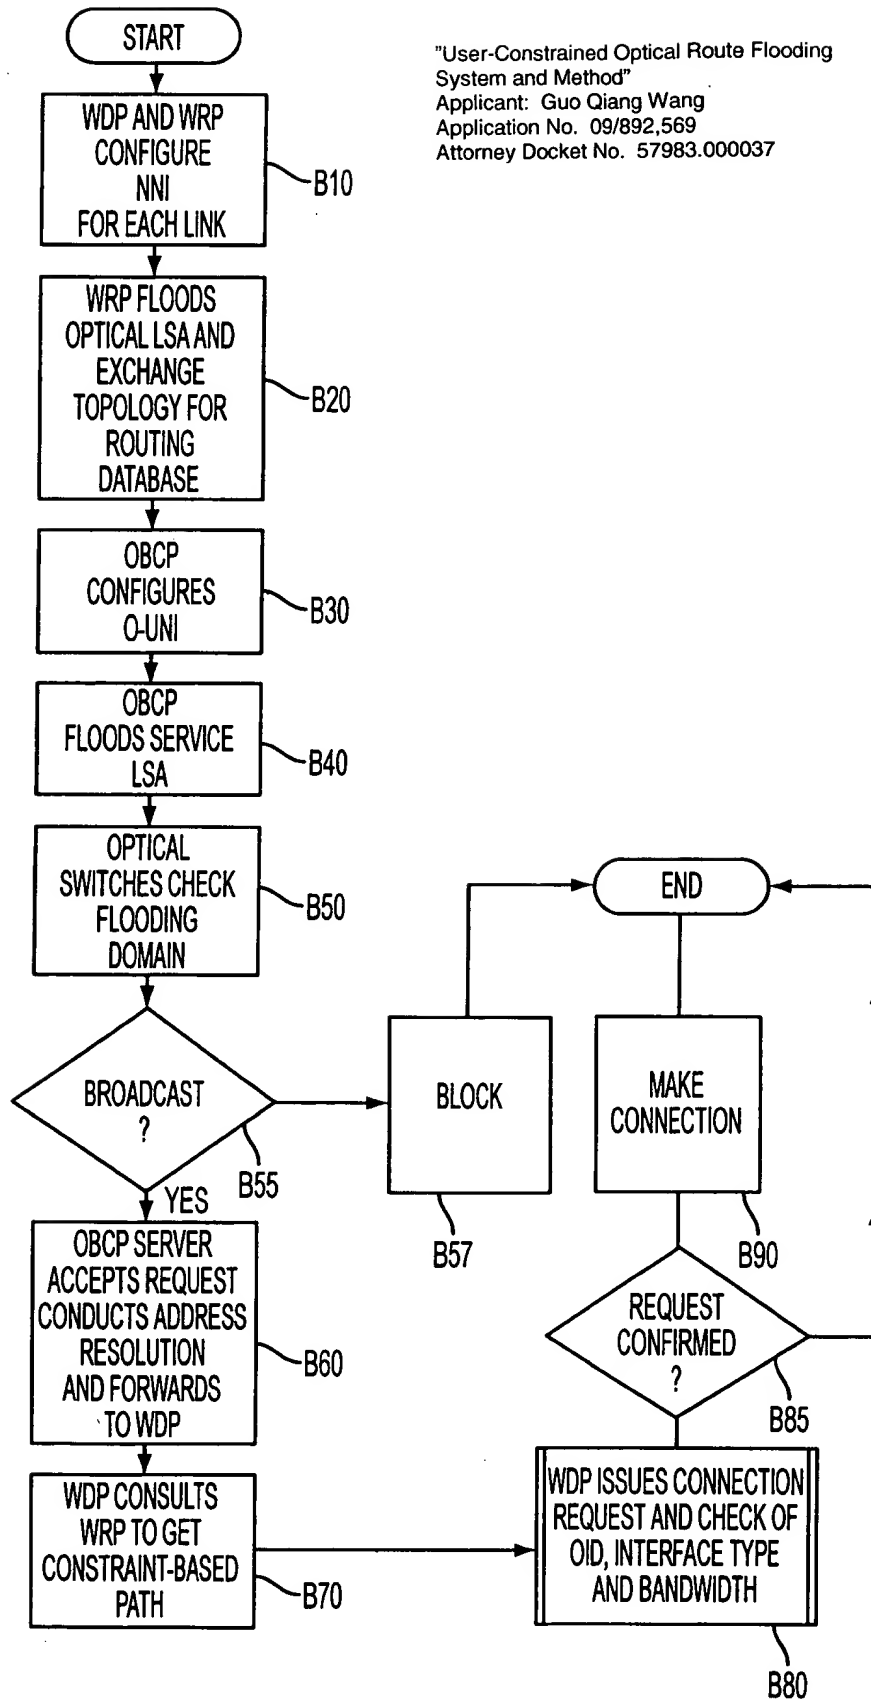 START
"User-Constrained Optical Route Flooding
System and Method"
Applicant: Guo Qiang Wang
Application No. 09/892,569
Attorney Docket No. 57983.000037
WDP AND WRP
CONFIGURE
NNI
FOR EACH LINK
B10
WRP FLOODS
OPTICAL LSA AND
EXCHANGE
TOPOLOGY FOR
ROUTING
DATABASE
B20
OBCP
CONFIGURES
O-UNI
B30
OBCP
FLOODS SERVICE
LSA
B40
OPTICAL
SWITCHES CHECK
FLOODING
DOMAIN
B50
BROADCAST
?
B55
YES
BLOCK
B57
END
MAKE
CONNECTION
B90
OBCP SERVER
ACCEPTS REQUEST
CONDUCTS ADDRESS
RESOLUTION
AND FORWARDS
TO WDP
B60
REQUEST
CONFIRMED
?
B85
WDP CONSULTS
WRP TO GET
CONSTRAINT-BASED
PATH
B70
WDP ISSUES CONNECTION
REQUEST AND CHECK OF
OID, INTERFACE TYPE
AND BANDWIDTH
B80